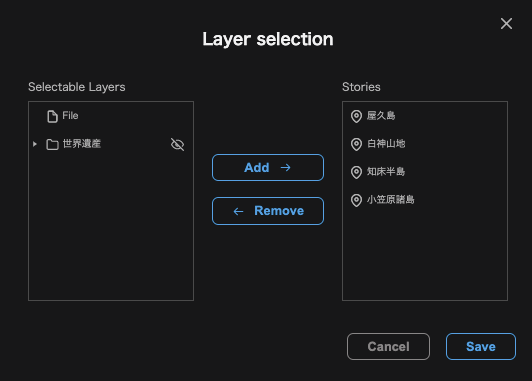 Layer selection
Selectable Layers
File
世界遺産
Add →
← Remove
Stories
屋久島
白神山地
知床半島
小笠原諸島
Cancel
Save